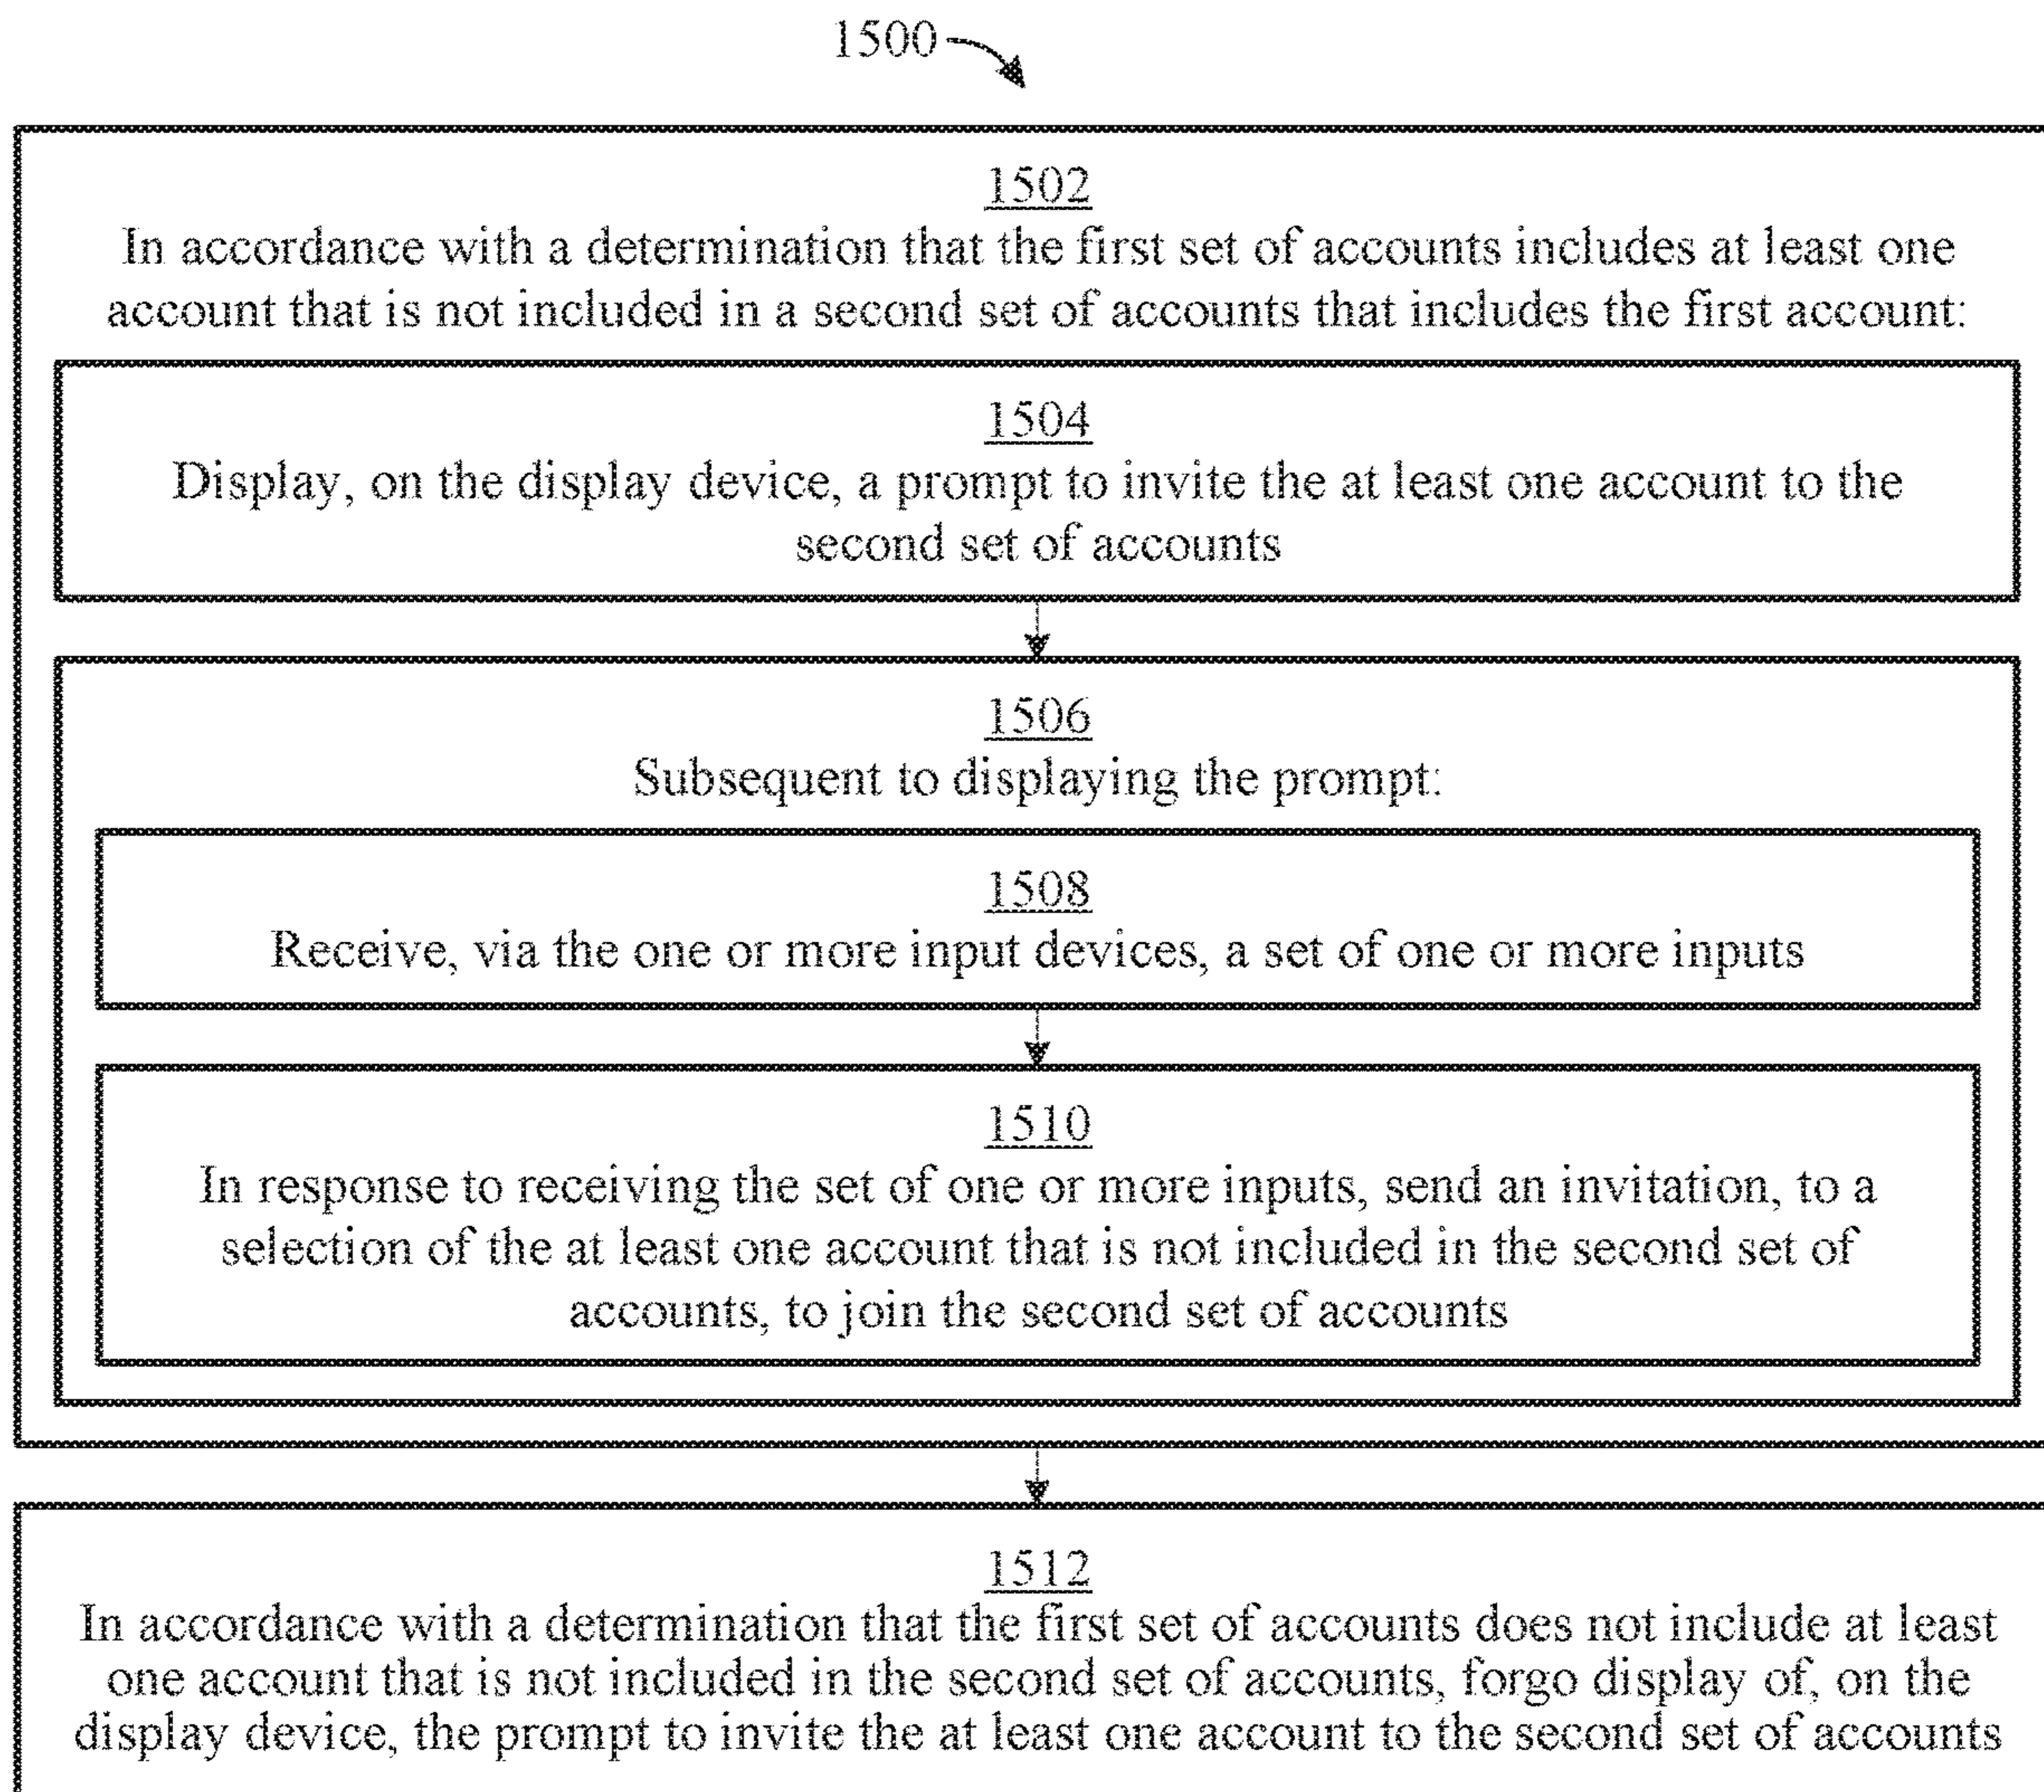 1500
1502
In accordance with a determination that the first set of accounts includes at least one
account that is not included in a second set of accounts that includes the first account:
1504
Display, on the display device, a prompt to invite the at least one account to the
second set of accounts
1506
Subsequent to displaying the prompt:
1508
Receive, via the one or more input devices, a set of one or more inputs
1510
In response to receiving the set of one or more inputs, send an invitation, to a
selection of the at least one account that is not included in the second set of
accounts, to join the second set of accounts
1512
In accordance with a determination that the first set of accounts does not include at least
one account that is not included in the second set of accounts, forgo display of, on the
display device, the prompt to invite the at least one account to the second set of accounts